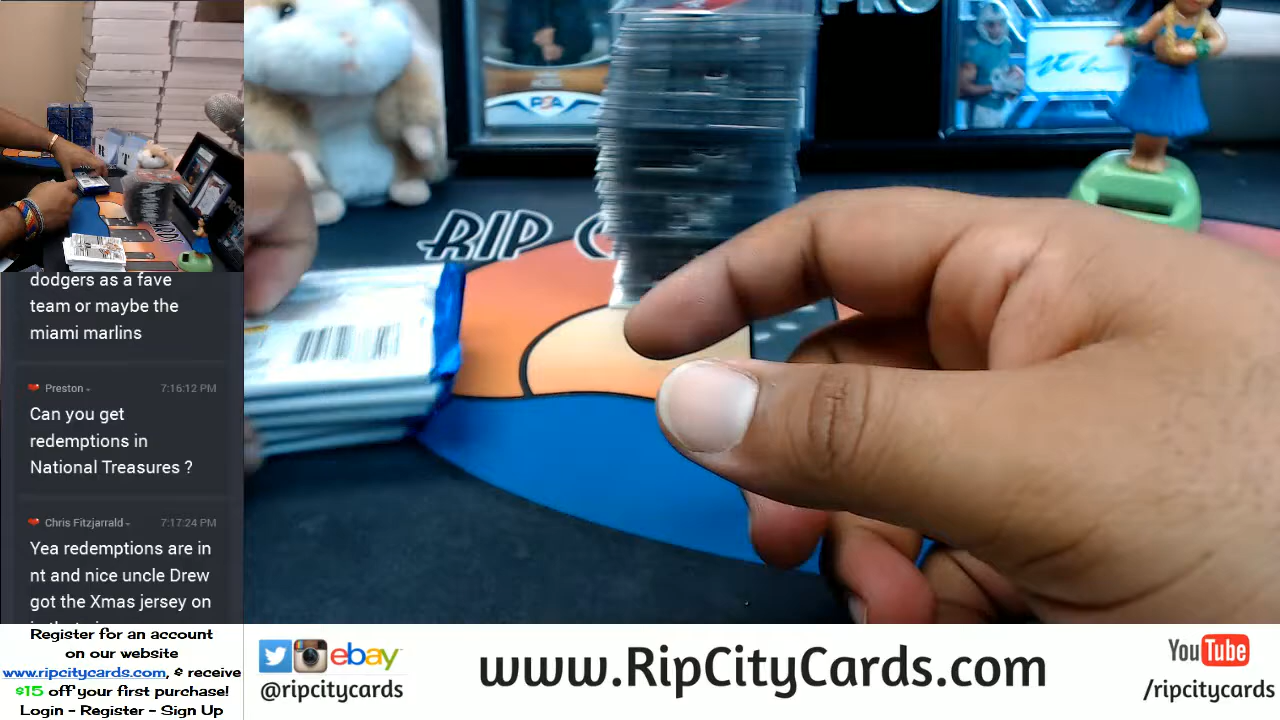 PRO
PSA
RIP C
R T
dodgers as a fave
team or maybe the
miami marlins
Preston
7:16:12 PM
Can you get
redemptions in
National Treasures ?
Chris Fitzjarrald
7:17:24 PM
Yea redemptions are in
nt and nice uncle Drew
got the Xmas jersey on
Register for an account
on our website
www.ripcitycards.com, & receive
$15 off your first purchase!
Login - Register - Sign Up
ebay
@ripcitycards
www.RipCityCards.com
YouTube
/ripcitycards